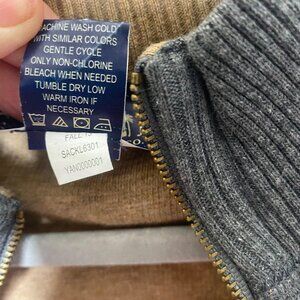 MACHINE WASH COLD
WITH SIMILAR COLORS
GENTLE CYCLE
ONLY NON-CHLORINE
BLEACH WHEN NEEDED
TUMBLE DRY LOW
WARM IRON IF
NECESSARY
FALL
SACKL6301
YAN0000001